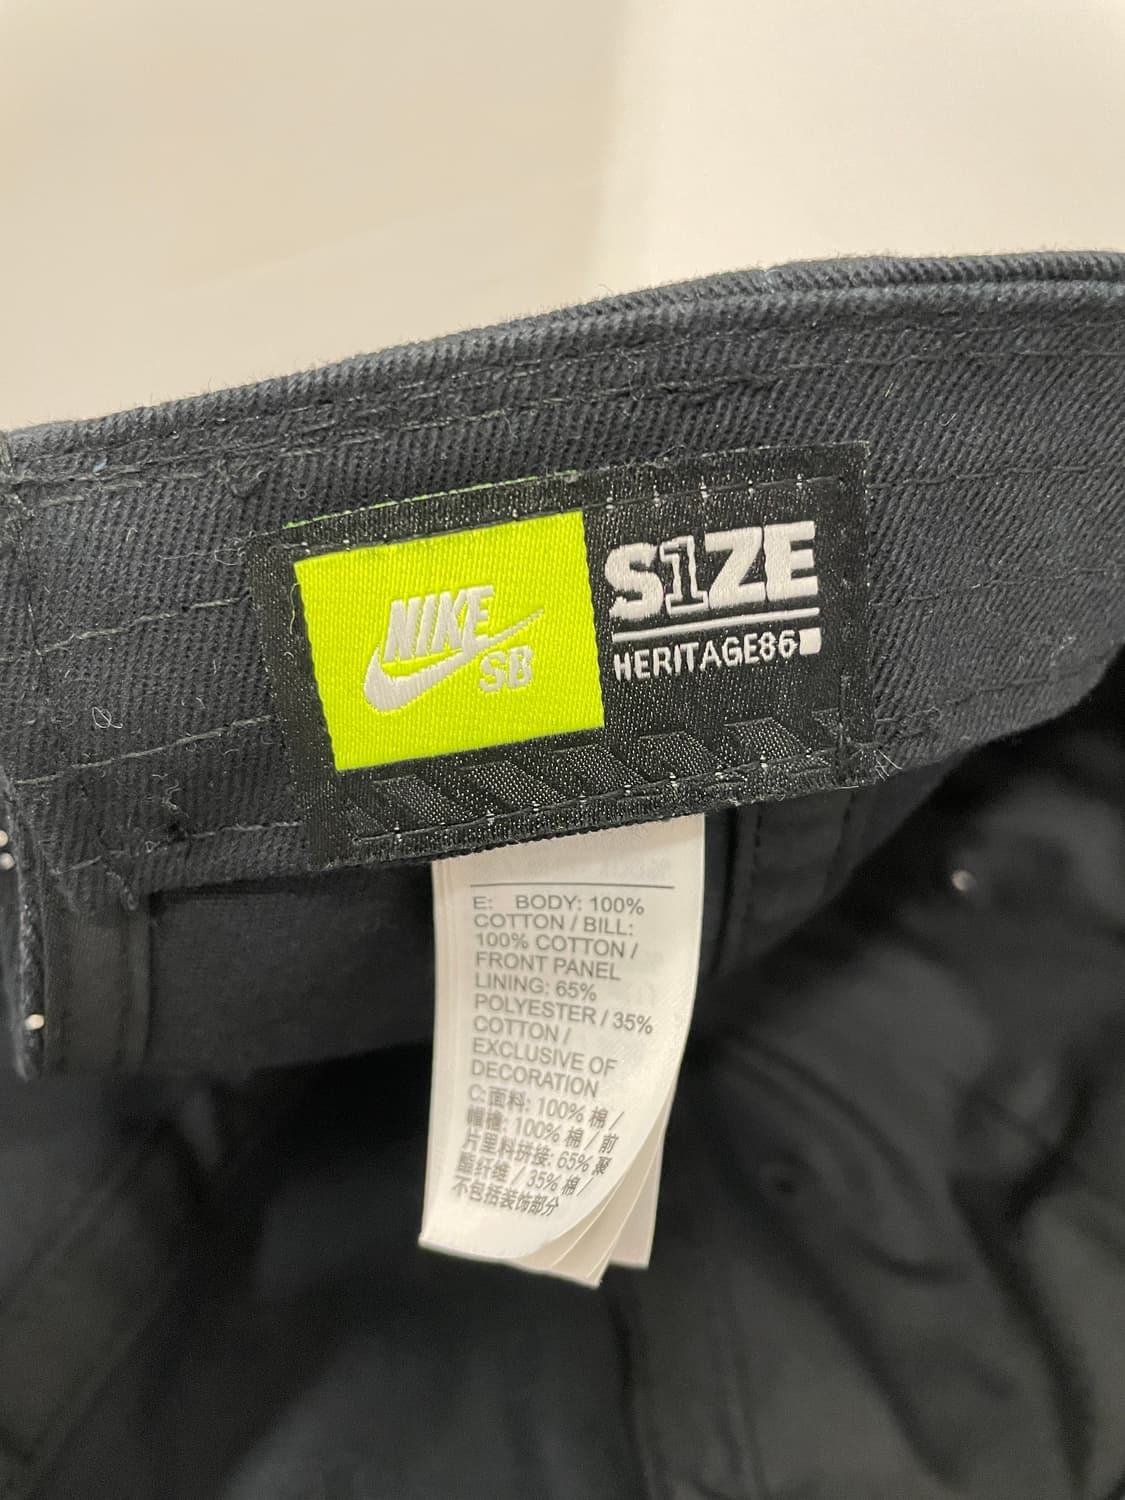 NIKE
SB
S1ZE
HERITAGE86
E: BODY: 100%
COTTON / BILL:
100% COTTON /
FRONT PANEL
LINING: 65%
POLYESTER / 35%
COTTON /
EXCLUSIVE OF
DECORATION
C: 面料: 100% 棉 /
帽檐: 100% 棉 / 前
片里料拼接: 65% 聚
酯纤维 / 35% 棉 /
不包括装饰部分